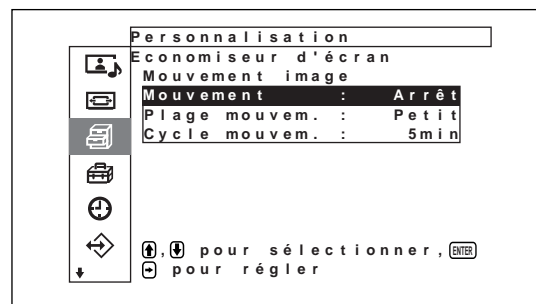 Personnalisation
Economiseur d'écran
Mouvement image
Mouvement : Arrêt
Plage mouvem. : Petit
Cycle mouvem. : 5min
, pour sélectionner, ENTER
pour régler